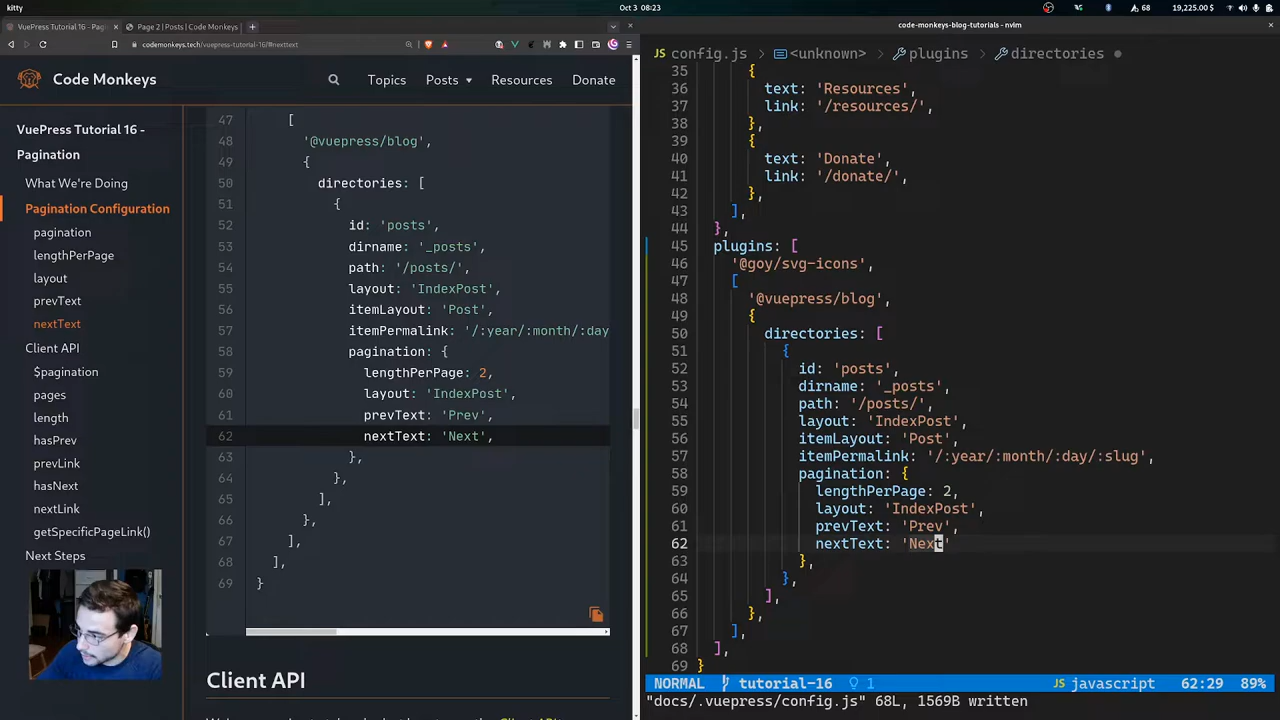 kitty
Oct 3 08:23
68
19,225.00 $
VuePress Tutorial 16 - Pagi
Page 2 | Posts | Code Monkeys
codemonkeys.tech/vuepress-tutorial-16/#nexttext
Code Monkeys
Topics
Posts
Resources
Donate
VuePress Tutorial 16 -
Pagination
What We're Doing
Pagination Configuration
pagination
lengthPerPage
layout
prevText
nextText
Client API
$pagination
pages
length
hasPrev
prevLink
hasNext
nextLink
getSpecificPageLink()
Next Steps
47 [
48 '@vuepress/blog',
49 {
50 directories: [
51 {
52 id: 'posts',
53 dirname: '_posts',
54 path: '/posts/',
55 layout: 'IndexPost',
56 itemLayout: 'Post',
57 itemPermalink: '/:year/:month/:day
58 pagination: {
59 lengthPerPage: 2,
60 layout: 'IndexPost',
61 prevText: 'Prev',
62 nextText: 'Next',
63 },
64 },
65 ],
66 },
67 ],
68 ],
69 }
Client API
code-monkeys-blog-tutorials - nvim
JS config.js > <unknown> > plugins > directories
35 {
36 text: 'Resources',
37 link: '/resources/',
38 },
39 {
40 text: 'Donate',
41 link: '/donate/',
42 },
43 ],
44 },
45 plugins: [
46 '@goy/svg-icons',
47 [
48 '@vuepress/blog',
49 {
50 directories: [
51 {
52 id: 'posts',
53 dirname: '_posts',
54 path: '/posts/',
55 layout: 'IndexPost',
56 itemLayout: 'Post',
57 itemPermalink: '/:year/:month/:day/:slug',
58 pagination: {
59 lengthPerPage: 2,
60 layout: 'IndexPost',
61 prevText: 'Prev',
62 nextText: 'Next'
63 },
64 },
65 ],
66 },
67 ],
68 ],
69 }
NORMAL tutorial-16 1 JS javascript 62:29 89%
"docs/.vuepress/config.js" 68L, 1569B written